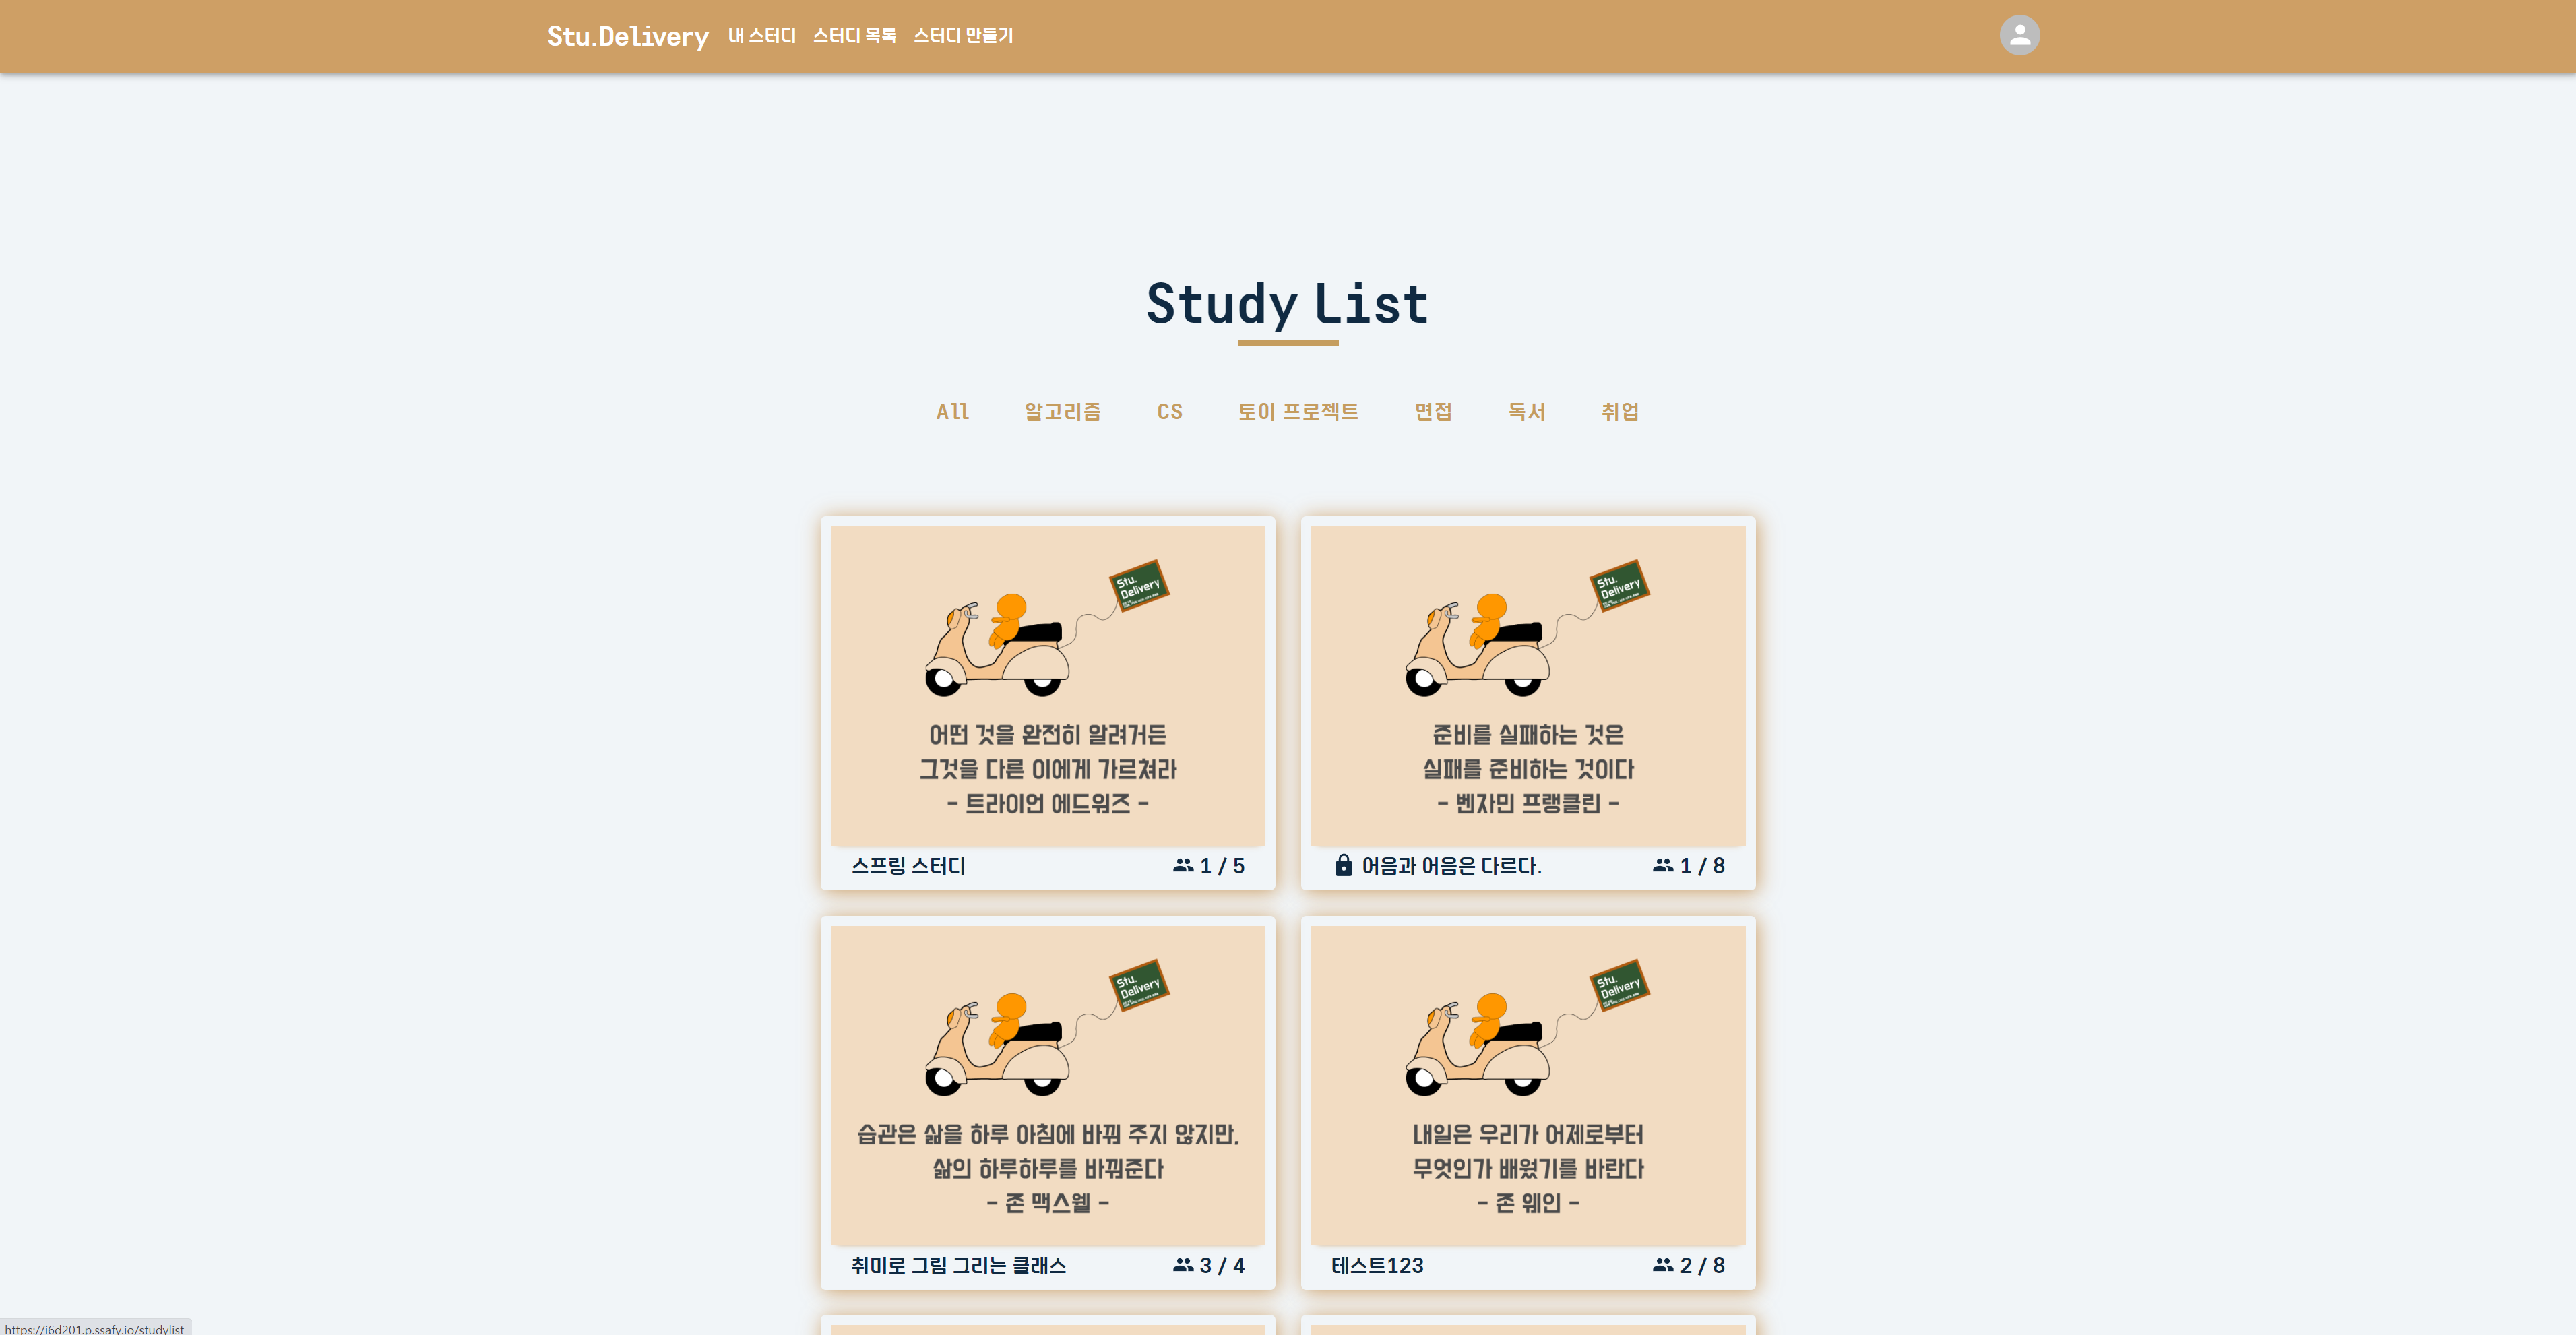 Stu.Delivery 내 스터디 스터디 목록 스터디 만들기
Study List
All 알고리즘 CS 토이 프로젝트 면접 독서 취업
Stu.
Delivery
어떤 것을 완전히 알려거든
그것을 다른 이에게 가르쳐라
- 트라이언 에드워즈 -
스프링 스터디 1 / 5
Stu.
Delivery
준비를 실패하는 것은
실패를 준비하는 것이다
- 벤자민 프랭클린 -
어음과 어음은 다르다. 1 / 8
Stu.
Delivery
습관은 삶을 하루 아침에 바꿔 주지 않지만,
삶의 하루하루를 바꿔준다
- 존 맥스웰 -
취미로 그림 그리는 클래스 3 / 4
Stu.
Delivery
내일은 우리가 어제로부터
무엇인가 배웠기를 바란다
- 존 웨인 -
테스트123 2 / 8
https://i6d201.p.ssafy.io/studylist